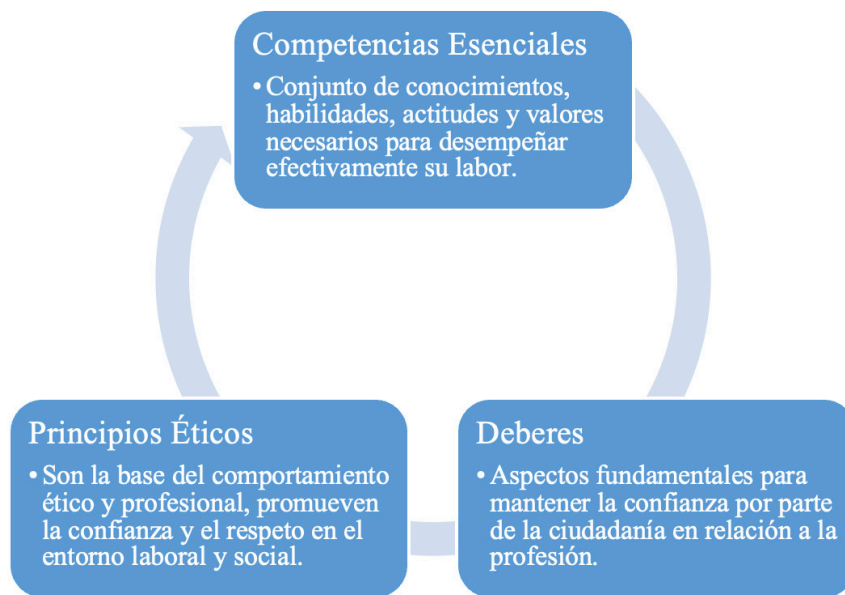 Competencias Esenciales
• Conjunto de conocimientos,
habilidades, actitudes y valores
necesarios para desempeñar
efectivamente su labor.
Principios Éticos
• Son la base del comportamiento
ético y profesional, promueven
la confianza y el respeto en el
entorno laboral y social.
Deberes
• Aspectos fundamentales para
mantener la confianza por parte
de la ciudadanía en relación a la
profesión.